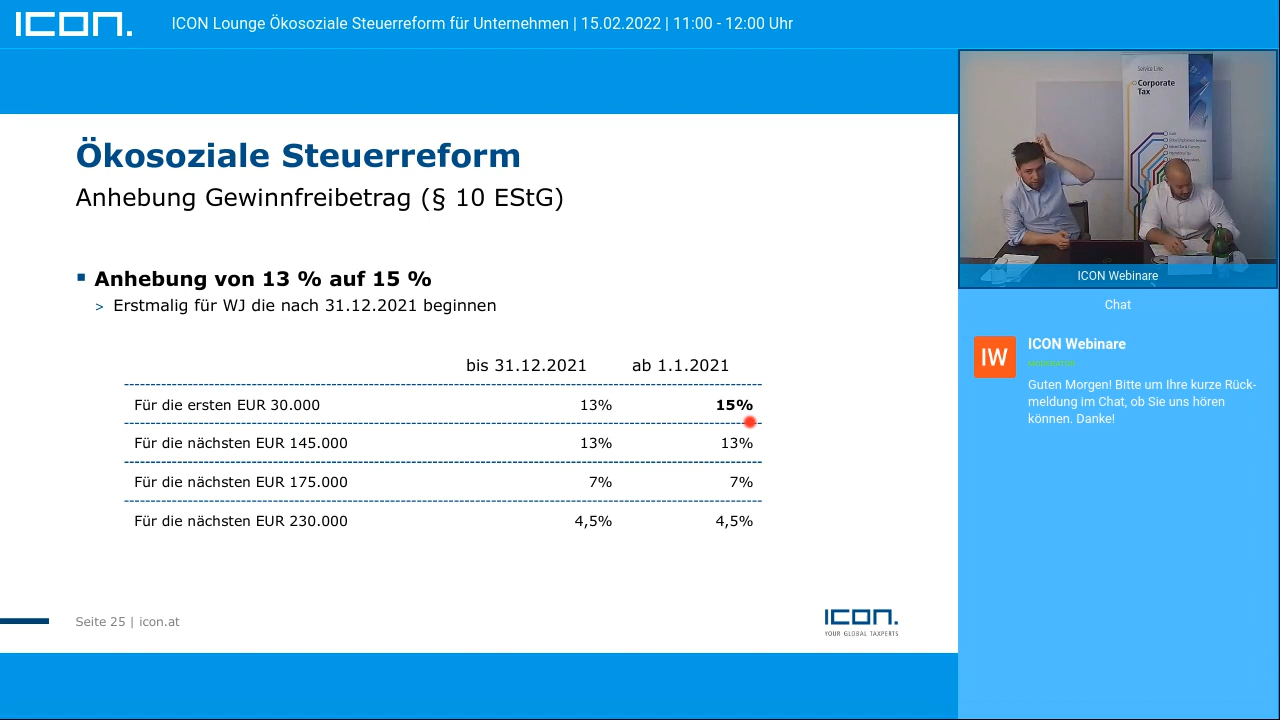 ICON. ICON Lounge Ökosoziale Steuerreform für Unternehmen | 15.02.2022 | 11:00 - 12:00 Uhr
Ökosoziale Steuerreform
Anhebung Gewinnfreibetrag (§ 10 EStG)
Anhebung von 13 % auf 15 %
> Erstmalig für WJ die nach 31.12.2021 beginnen
bis 31.12.2021 ab 1.1.2021
Für die ersten EUR 30.000 13% 15%
Für die nächsten EUR 145.000 13% 13%
Für die nächsten EUR 175.000 7% 7%
Für die nächsten EUR 230.000 4,5% 4,5%
Seite 25 | icon.at
ICON.
YOUR GLOBAL TAXPERTS
Service Line
Corporate
Tax
ICON Webinare
Chat
IW
ICON Webinare
MODERATOR
Guten Morgen! Bitte um Ihre kurze Rück-
meldung im Chat, ob Sie uns hören
können. Danke!